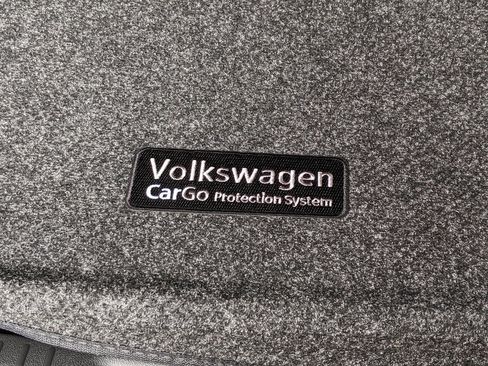 Volkswagen
CarGo Protection System